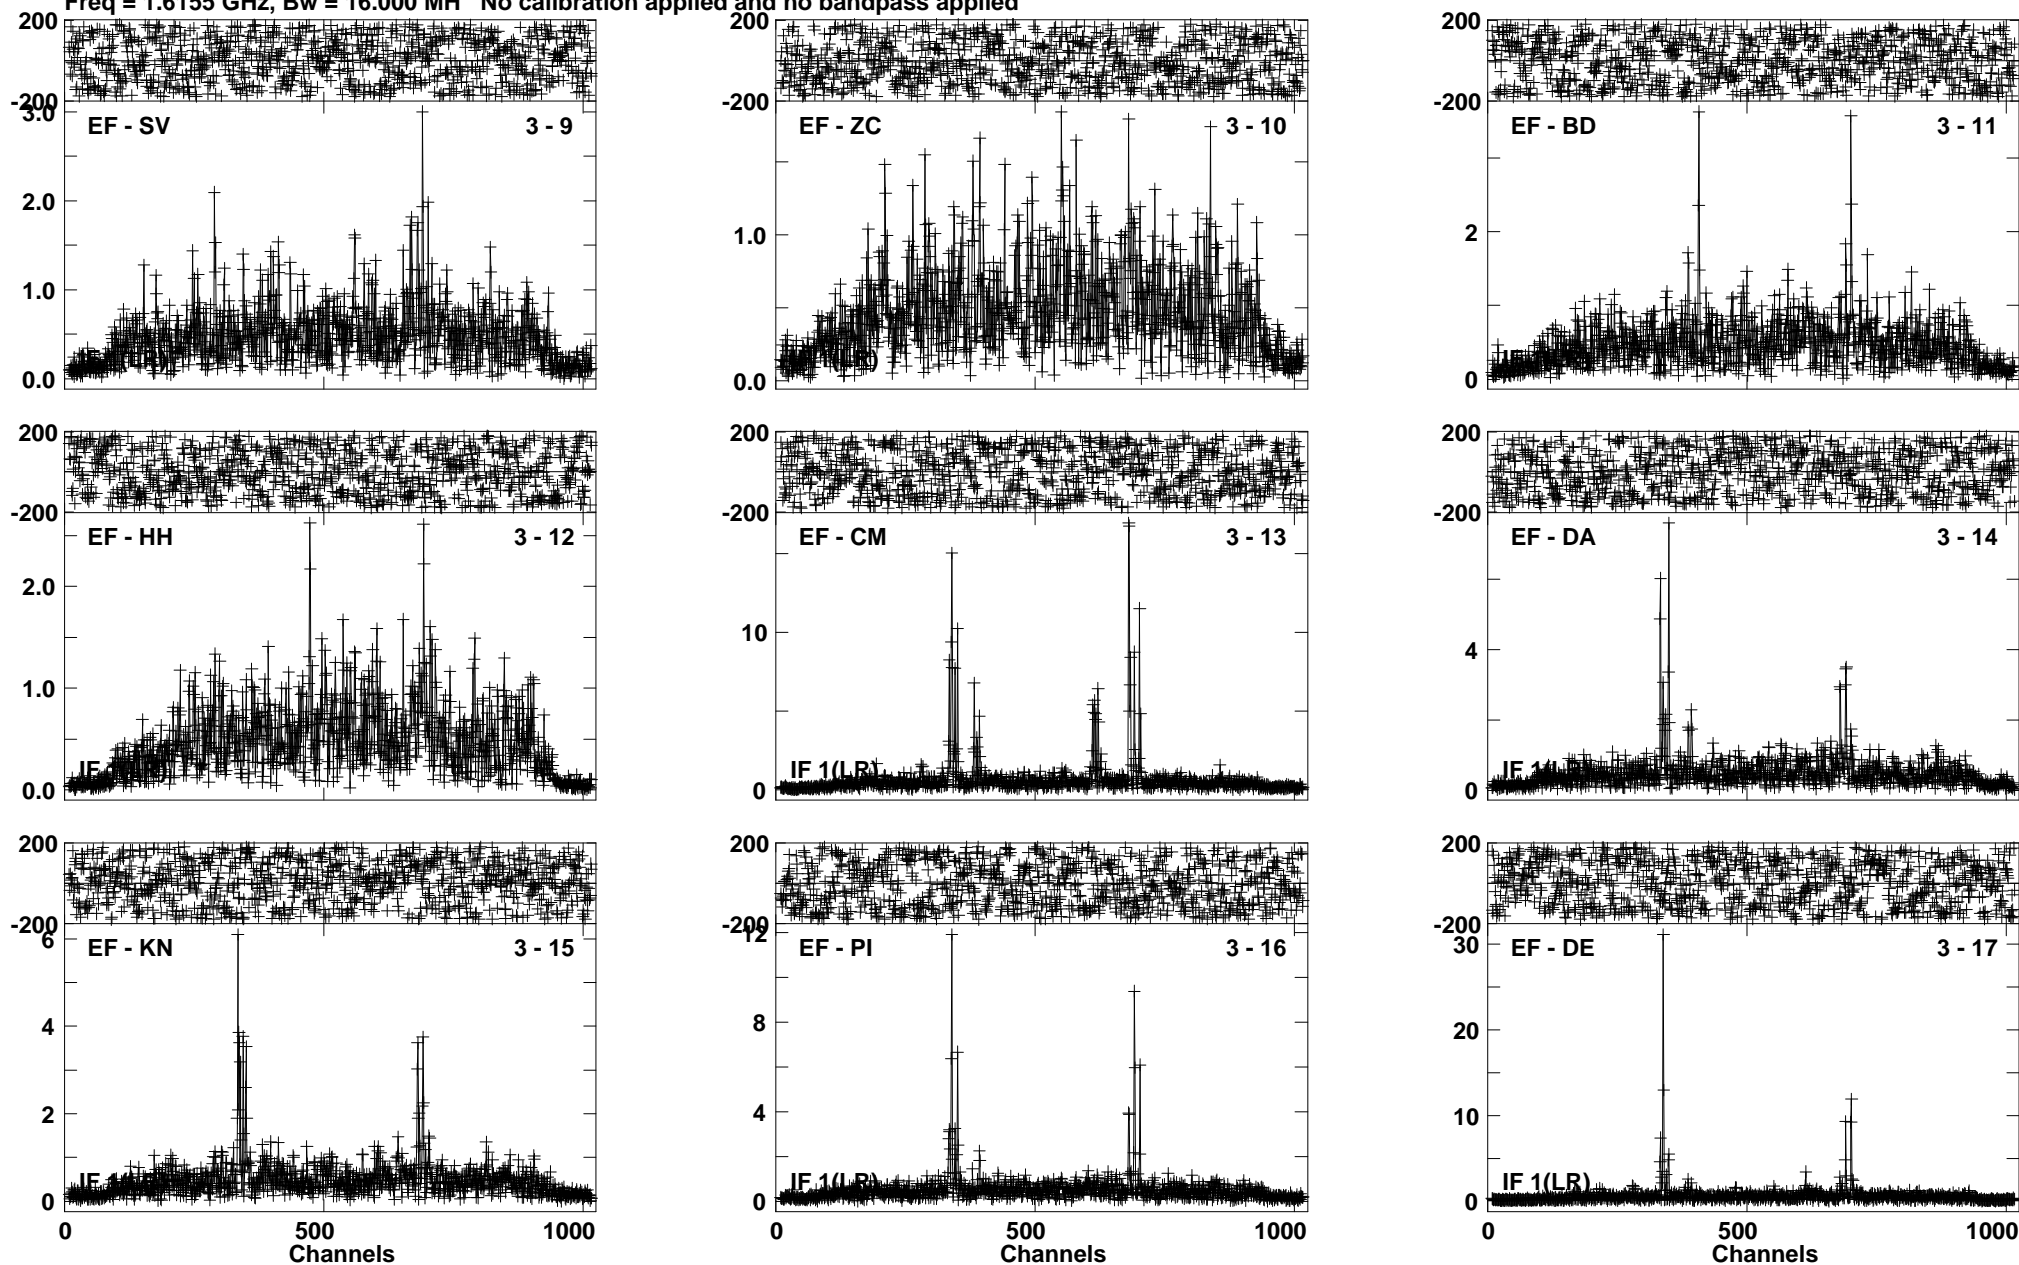 Freq = 1.6155 GHz, Bw = 16.000 MH No calibration applied and no bandpass applied
200
-200
EF - SV 3 - 9
3.0
2.0
1.0
0.0
200
-200
EF - ZC 3 - 10
1.0
0.0
(LR)
200
-200
EF - BD 3 - 11
2
0
200
-200
EF - HH 3 - 12
2.0
1.0
0.0
200
-200
EF - CM 3 - 13
10
0
IF 1(LR)
200
-200
EF - DA 3 - 14
4
0
200
-200
EF - KN 3 - 15
6
4
2
0
0 500 1000
Channels
200
-200
EF - PI 3 - 16
12
8
4
0
IF 1(LR)
0 500 1000
Channels
200
-200
EF - DE 3 - 17
30
20
10
0
IF 1(LR)
0 500 1000
Channels